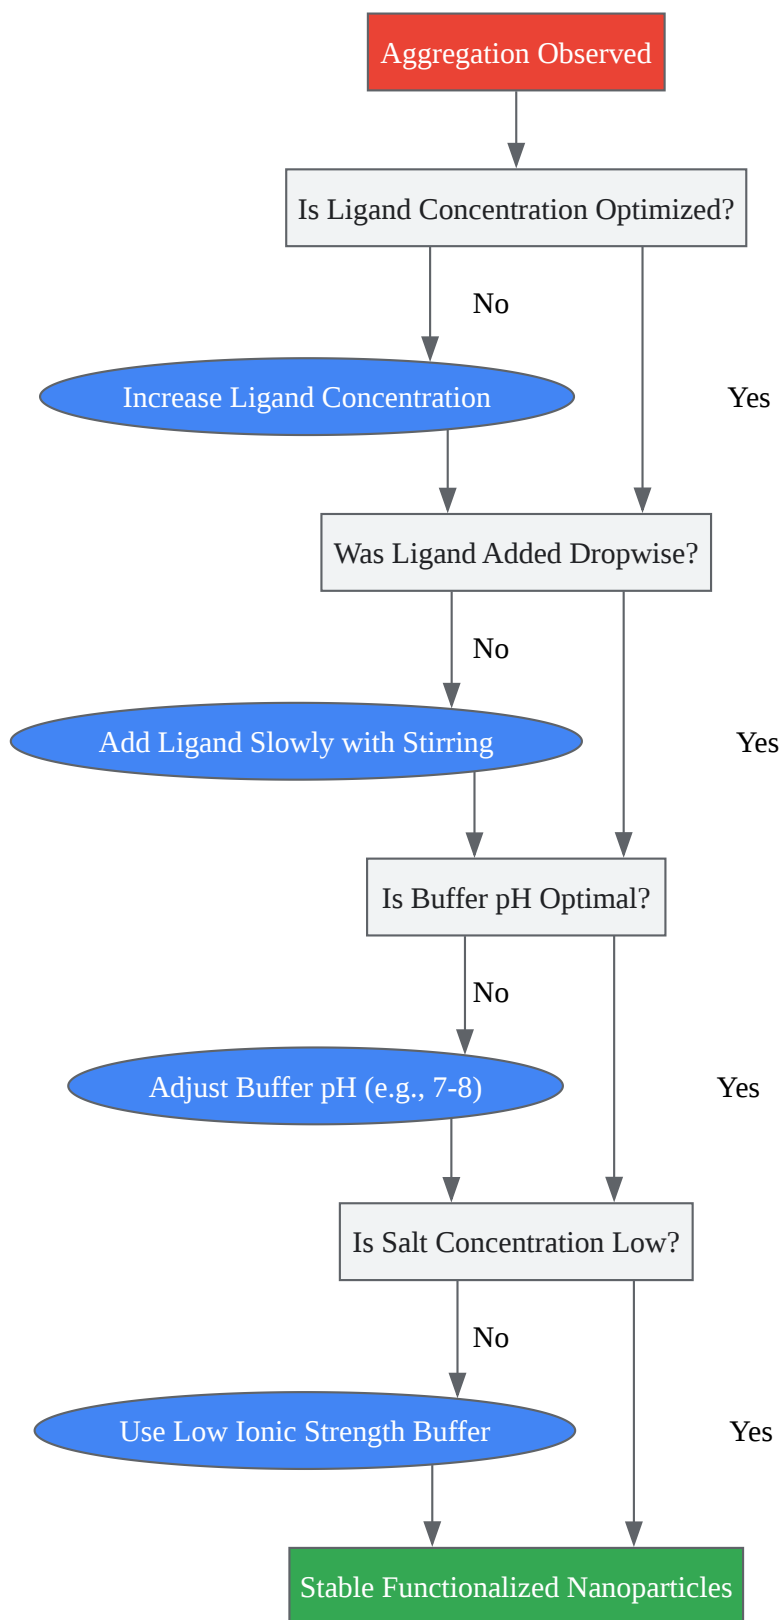 Aggregation Observed
Is Ligand Concentration Optimized?
No
Increase Ligand Concentration
Yes
Was Ligand Added Dropwise?
No
Add Ligand Slowly with Stirring
Yes
Is Buffer pH Optimal?
No
Adjust Buffer pH (e.g., 7-8)
Yes
Is Salt Concentration Low?
No
Use Low Ionic Strength Buffer
Yes
Stable Functionalized Nanoparticles